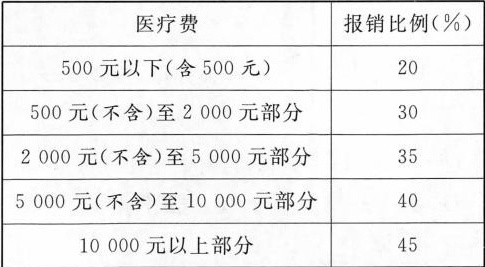 医疗费 报销比例(%)
500 元以下(含 500 元) 20
500 元(不含)至 2 000 元部分 30
2 000 元(不含)至 5 000 元部分 35
5 000 元(不含)至 10 000 元部分 40
10 000 元以上部分 45